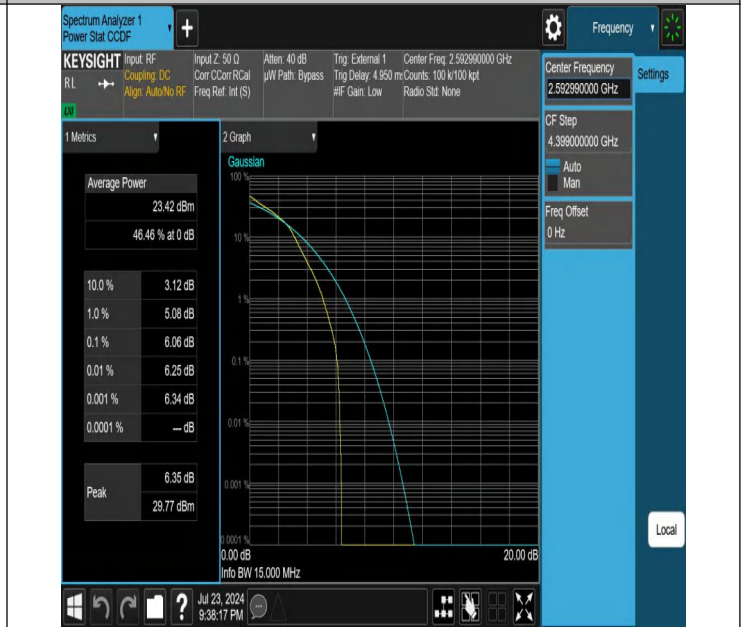 Spectrum Analyzer 1
Power Stat CCDF
+
Frequency
KEYSIGHT
RL
Input: RF
Coupling: DC
Align: Auto/No RF
Input Z: 50 Ω
Corr CCorr RCal
Freq Ref: Int (S)
Atten: 40 dB
µW Path: Bypass
Trig: External 1
Trig Delay: 4.950 ms
#IF Gain: Low
Center Freq: 2.592990000 GHz
Counts: 100 k/100 kpt
Radio Std: None
Center Frequency
2.592990000 GHz
Settings
CF Step
4.399000000 GHz
Auto
Man
Freq Offset
0 Hz
1 Metrics
Average Power
23.42 dBm
46.46 % at 0 dB
10.0 % 3.12 dB
1.0 % 5.08 dB
0.1 % 6.06 dB
0.01 % 6.25 dB
0.001 % 6.34 dB
0.0001 % --- dB
Peak
6.35 dB
29.77 dBm
2 Graph
Gaussian
100 %
10 %
1 %
0.1 %
0.01 %
0.001 %
0.0001 %
0.00 dB 20.00 dB
Info BW 15.000 MHz
Local
?
Jul 23, 2024
9:38:17 PM